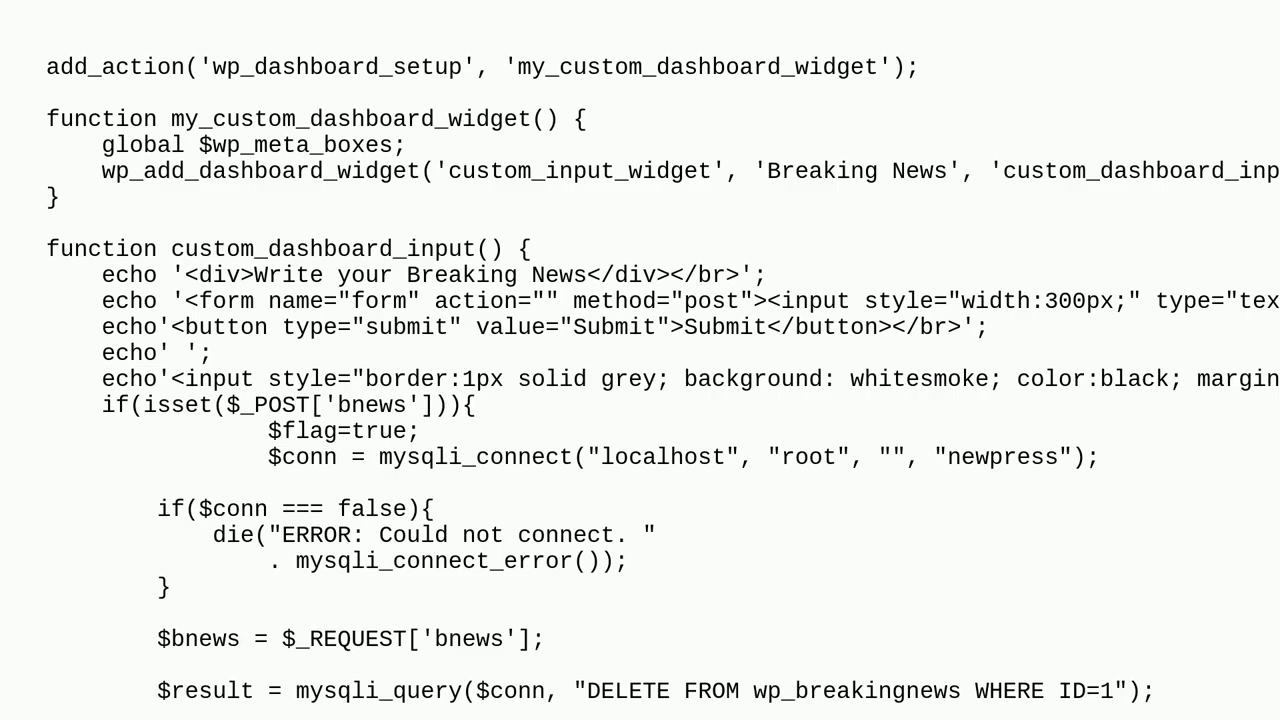 add_action('wp_dashboard_setup', 'my_custom_dashboard_widget');
function my_custom_dashboard_widget() {
global $wp_meta_boxes;
wp_add_dashboard_widget('custom_input_widget', 'Breaking News', 'custom_dashboard_inp
}
function custom_dashboard_input() {
echo '<div>Write your Breaking News</div></br>';
echo '<form name="form" action="" method="post"><input style="width:300px;" type="tex
echo'<button type="submit" value="Submit">Submit</button></br>';
echo' ';
echo'<input style="border:1px solid grey; background: whitesmoke; color:black; margin
if(isset($_POST['bnews'])){
$flag=true;
$conn = mysqli_connect("localhost", "root", "", "newpress");
if($conn === false){
die("ERROR: Could not connect. "
. mysqli_connect_error());
}
$bnews = $_REQUEST['bnews'];
$result = mysqli_query($conn, "DELETE FROM wp_breakingnews WHERE ID=1");